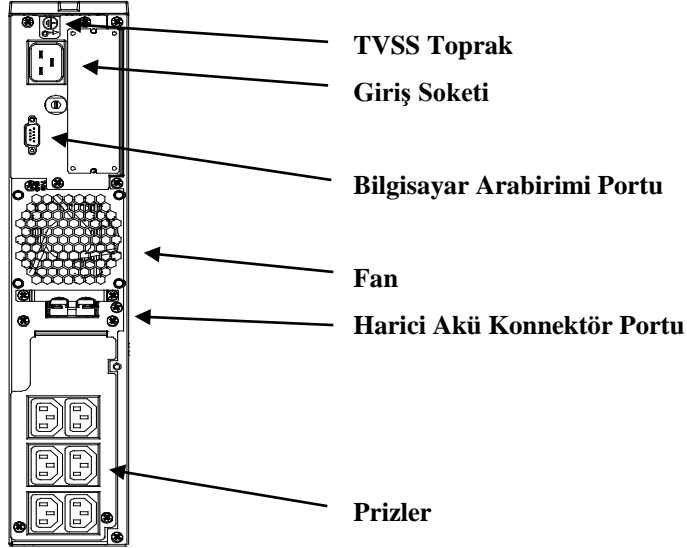 TVSS Toprak
Giriş Soketi
Bilgisayar Arabirimi Portu
Fan
Harici Akü Konnektör Portu
Prizler